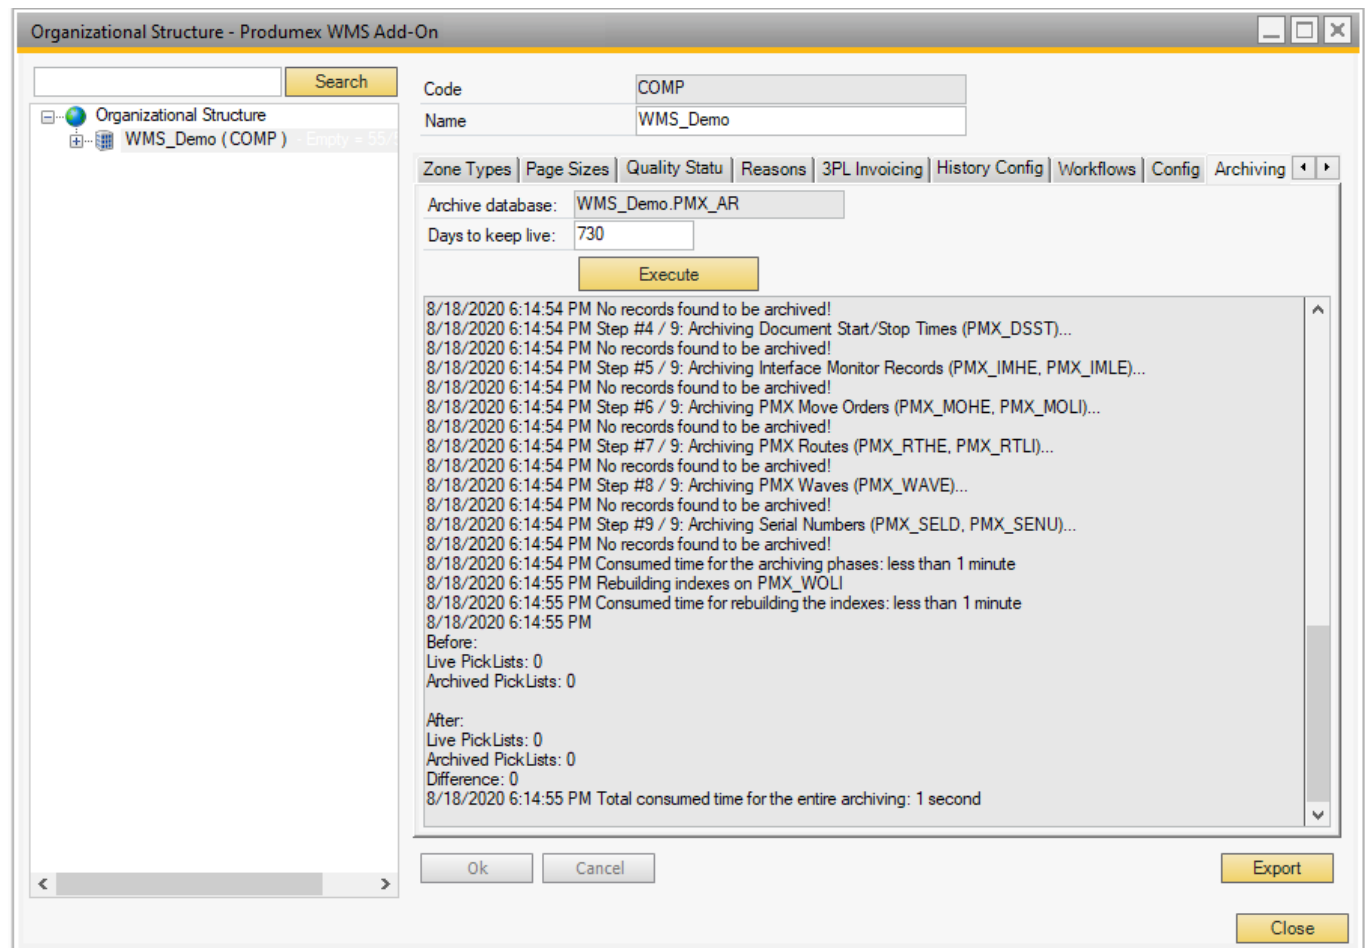 Organizational Structure - Produmex WMS Add-On
Search
Organizational Structure
WMS_Demo ( COMP ) - Empty = 55/
Code COMP
Name WMS_Demo
Zone Types Page Sizes Quality Statu Reasons 3PL Invoicing History Config Workflows Config Archiving
Archive database: WMS_Demo.PMX_AR
Days to keep live: 730
Execute
8/18/2020 6:14:54 PM No records found to be archived!
8/18/2020 6:14:54 PM Step #4 / 9: Archiving Document Start/Stop Times (PMX_DSST)...
8/18/2020 6:14:54 PM No records found to be archived!
8/18/2020 6:14:54 PM Step #5 / 9: Archiving Interface Monitor Records (PMX_IMHE, PMX_IMLE)...
8/18/2020 6:14:54 PM No records found to be archived!
8/18/2020 6:14:54 PM Step #6 / 9: Archiving PMX Move Orders (PMX_MOHE, PMX_MOLI)...
8/18/2020 6:14:54 PM No records found to be archived!
8/18/2020 6:14:54 PM Step #7 / 9: Archiving PMX Routes (PMX_RTHE, PMX_RTLI)...
8/18/2020 6:14:54 PM No records found to be archived!
8/18/2020 6:14:54 PM Step #8 / 9: Archiving PMX Waves (PMX_WAVE)...
8/18/2020 6:14:54 PM No records found to be archived!
8/18/2020 6:14:54 PM Step #9 / 9: Archiving Serial Numbers (PMX_SELD, PMX_SENU)...
8/18/2020 6:14:54 PM No records found to be archived!
8/18/2020 6:14:54 PM Consumed time for the archiving phases: less than 1 minute
8/18/2020 6:14:55 PM Rebuilding indexes on PMX_WOLI
8/18/2020 6:14:55 PM Consumed time for rebuilding the indexes: less than 1 minute
8/18/2020 6:14:55 PM
Before:
Live PickLists: 0
Archived PickLists: 0
After:
Live PickLists: 0
Archived PickLists: 0
Difference: 0
8/18/2020 6:14:55 PM Total consumed time for the entire archiving: 1 second
Ok Cancel Export
Close